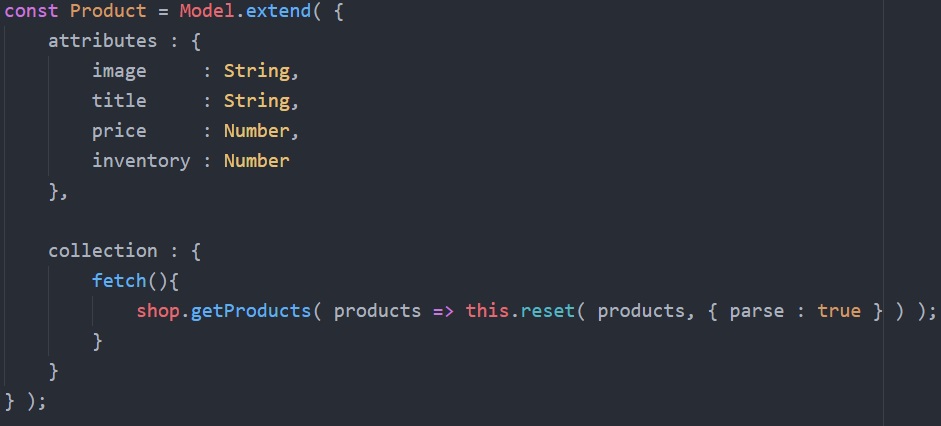 const Product = Model.extend( {
    attributes : {
        image     : String,
        title     : String,
        price     : Number,
        inventory : Number
    },

    collection : {
        fetch(){
            shop.getProducts( products => this.reset( products, { parse : true } ) );
        }
    }
} );